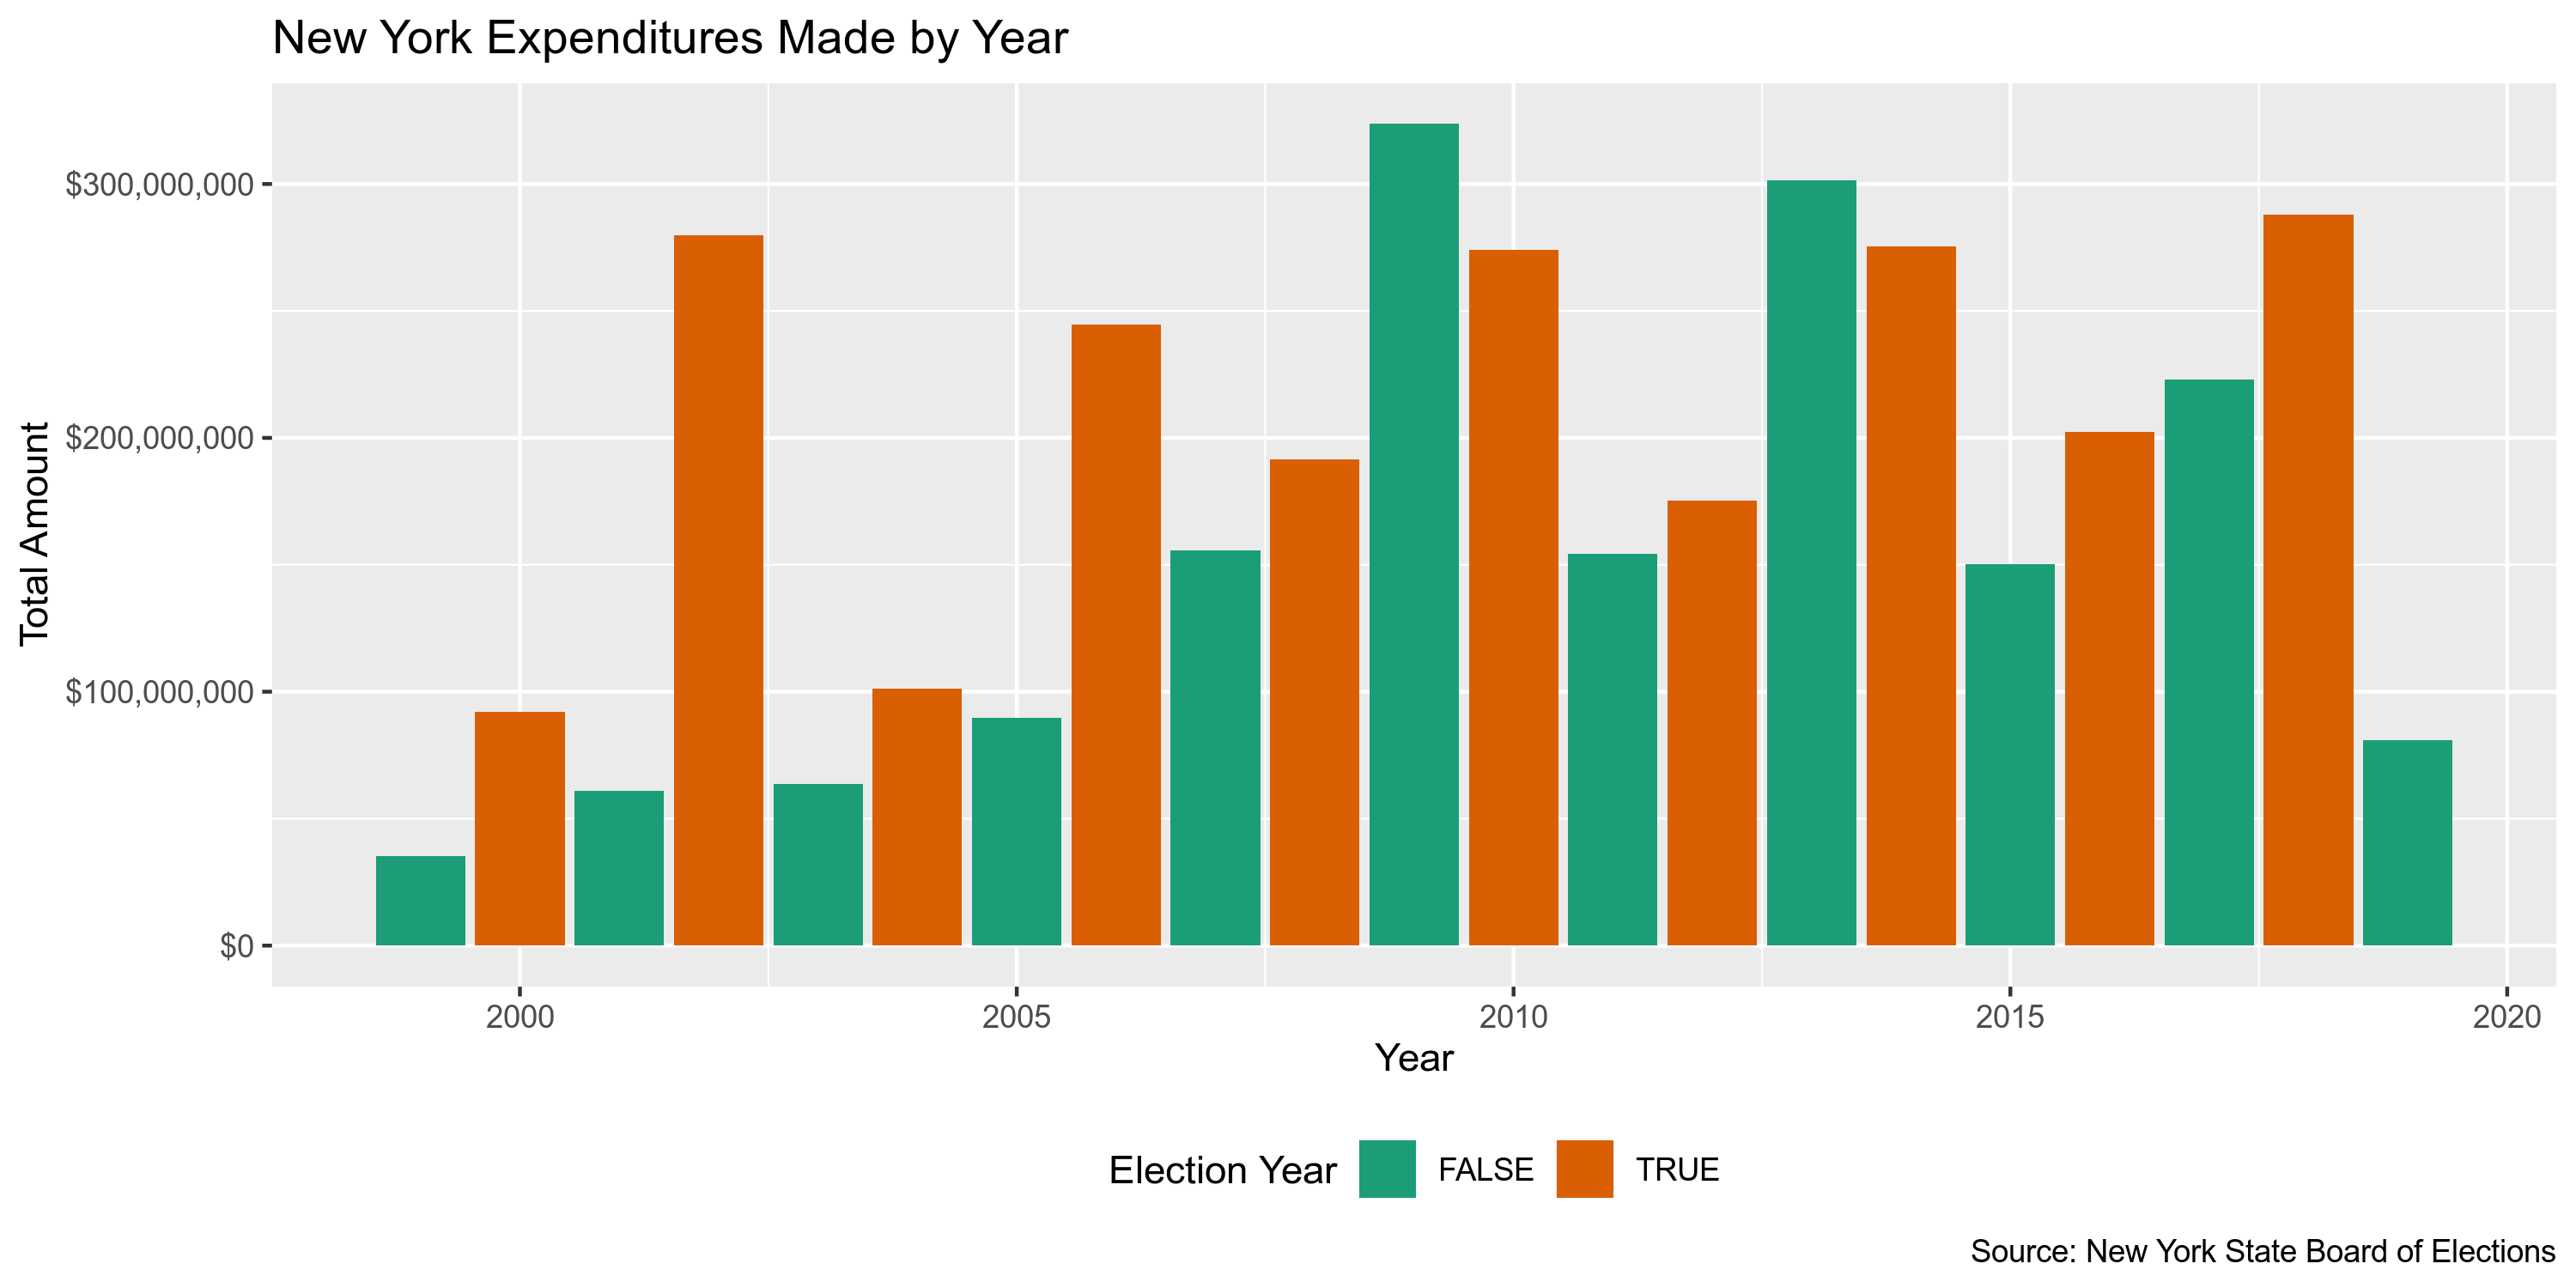 New York Expenditures Made by Year
$300,000,000
$200,000,000
$100,000,000
$0
Total Amount
2000 2005 2010 2015 2020
Year
Election Year FALSE TRUE
Source: New York State Board of Elections